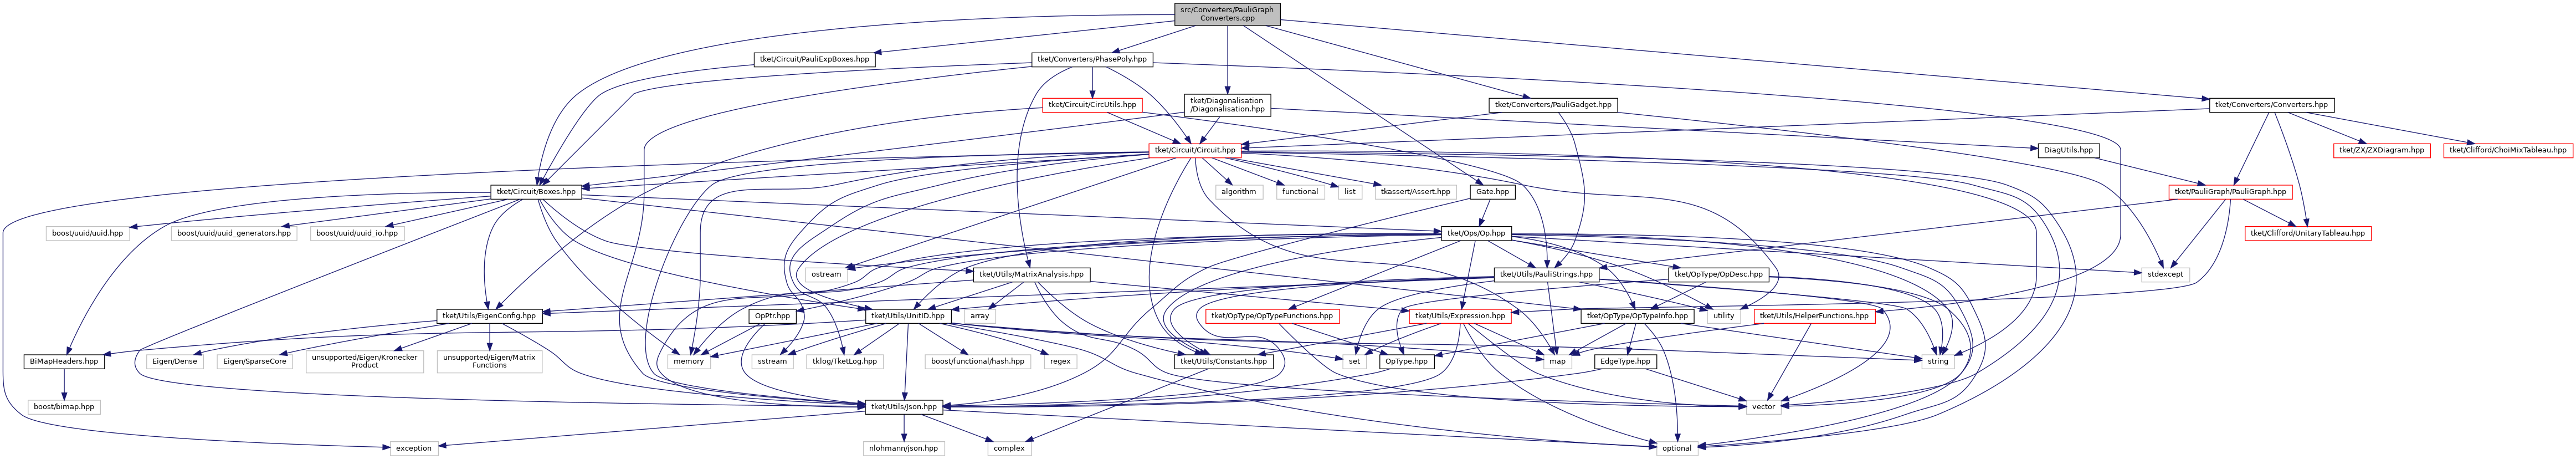 src/Converters/PauliGraph
Converters.cpp
tket/Circuit/PauliExpBoxes.hpp
tket/Converters/PhasePoly.hpp
tket/Circuit/CircUtils.hpp
tket/Diagonalisation
/Diagonalisation.hpp
tket/Converters/PauliGadget.hpp
tket/Converters/Converters.hpp
tket/Circuit/Circuit.hpp
DiagUtils.hpp
tket/ZX/ZXDiagram.hpp
tket/Clifford/ChoiMixTableau.hpp
tket/Circuit/Boxes.hpp
algorithm
functional
list
tkassert/Assert.hpp
Gate.hpp
tket/PauliGraph/PauliGraph.hpp
boost/uuid/uuid.hpp
boost/uuid/uuid_generators.hpp
boost/uuid/uuid_io.hpp
tket/Ops/Op.hpp
tket/Clifford/UnitaryTableau.hpp
ostream
tket/Utils/MatrixAnalysis.hpp
tket/Utils/PauliStrings.hpp
tket/OpType/OpDesc.hpp
stdexcept
tket/Utils/EigenConfig.hpp
OpPtr.hpp
tket/Utils/UnitID.hpp
array
tket/OpType/OpTypeFunctions.hpp
tket/Utils/Expression.hpp
tket/OpType/OpTypeInfo.hpp
utility
tket/Utils/HelperFunctions.hpp
BiMapHeaders.hpp
Eigen/Dense
Eigen/SparseCore
unsupported/Eigen/Kronecker
Product
unsupported/Eigen/Matrix
Functions
memory
sstream
tklog/TketLog.hpp
boost/functional/hash.hpp
regex
tket/Utils/Constants.hpp
set
OpType.hpp
map
EdgeType.hpp
string
boost/bimap.hpp
tket/Utils/Json.hpp
vector
exception
nlohmann/json.hpp
complex
optional